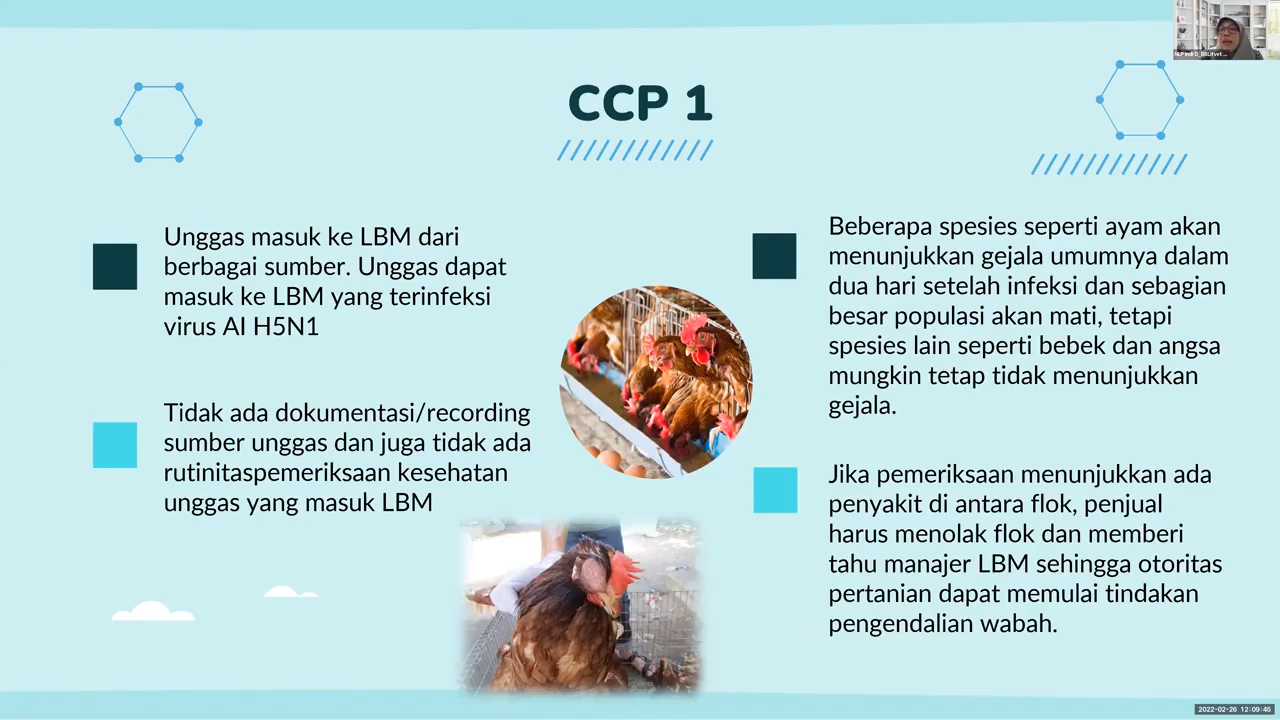 CCP 1
Unggas masuk ke LBM dari
berbagai sumber. Unggas dapat
masuk ke LBM yang terinfeksi
virus AI H5N1
Tidak ada dokumentasi/recording
sumber unggas dan juga tidak ada
rutinitaspemeriksaan kesehatan
unggas yang masuk LBM
Beberapa spesies seperti ayam akan
menunjukkan gejala umumnya dalam
dua hari setelah infeksi dan sebagian
besar populasi akan mati, tetapi
spesies lain seperti bebek dan angsa
mungkin tetap tidak menunjukkan
gejala.
Jika pemeriksaan menunjukkan ada
penyakit di antara flok, penjual
harus menolak flok dan memberi
tahu manajer LBM sehingga otoritas
pertanian dapat memulai tindakan
pengendalian wabah.
2022-02-26 12:09:45